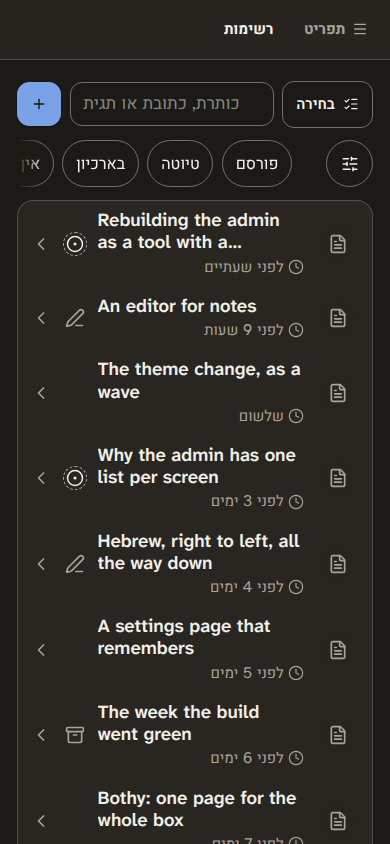 תפריט
רשימות
בחירה
כותרת, כתובת או תגית
פורסם
טיוטה
בארכיון
Rebuilding the admin
as a tool with a...
לפני שעתיים
An editor for notes
לפני 9 שעות
The theme change, as a
wave
שלשום
Why the admin has one
list per screen
לפני 3 ימים
Hebrew, right to left, all
the way down
לפני 4 ימים
A settings page that
remembers
לפני 5 ימים
The week the build
went green
לפני 6 ימים
Bothy: one page for the
whole box
לפני 7 ימים